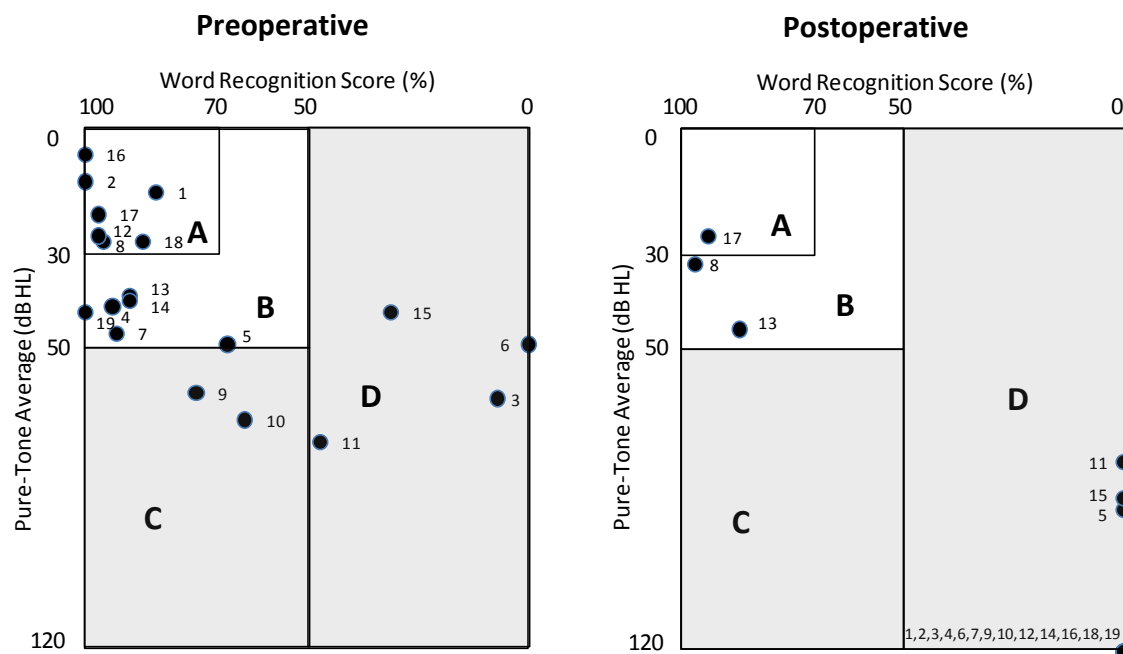 Preoperative
Word Recognition Score (%)
100 70 50 0
0
30
50
120
Pure-Tone Average (dB HL)
16
2
1
17
12
8
18
A
13
14
4
19
7
B
5
15
6
9
10
D
3
11
C
Postoperative
Word Recognition Score (%)
100 70 50 0
0
30
50
120
Pure-Tone Average (dB HL)
17
A
8
B
13
D
11
15
5
C
1,2,3,4,6,7,9,10,12,14,16,18,19